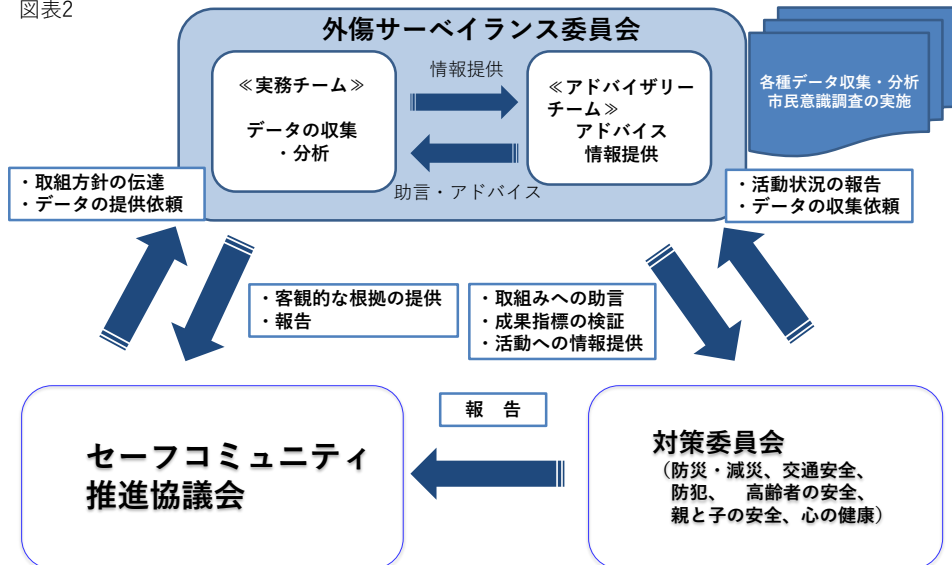 図表2
外傷サーベイランス委員会
≪実務チーム≫
データの収集
・分析
情報提供
助言・アドバイス
≪アドバイザリー
チーム≫
アドバイス
情報提供
各種データ収集・分析
市民意識調査の実施
・取組方針の伝達
・データの提供依頼
・活動状況の報告
・データの収集依頼
・客観的な根拠の提供
・報告
・取組みへの助言
・成果指標の検証
・活動への情報提供
セーフコミュニティ
推進協議会
報　告
対策委員会
（防災・減災、交通安全、
防犯、　高齢者の安全、
親と子の安全、心の健康）